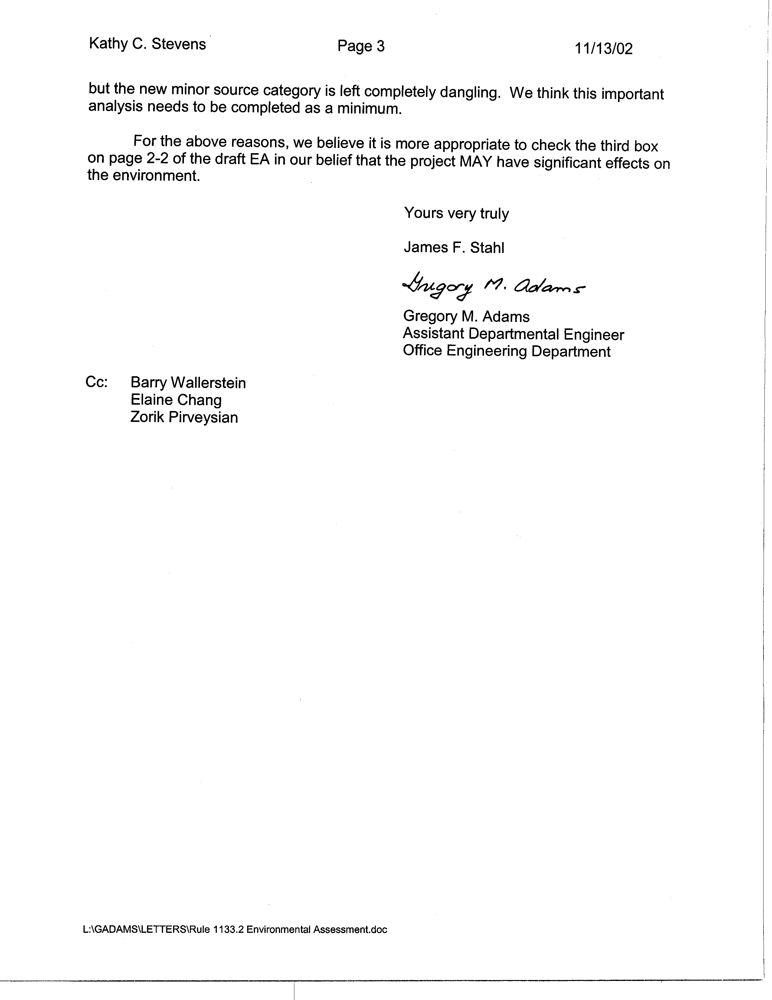 Kathy C. Stevens Page 3 11/13/02
but the new minor source category is left completely dangling. We think this important
analysis needs to be completed as a minimum.
For the above reasons, we believe it is more appropriate to check the third box
on page 2-2 of the draft EA in our belief that the project MAY have significant effects on
the environment.
Yours very truly
James F. Stahl
Gregory M. Adams
Gregory M. Adams
Assistant Departmental Engineer
Office Engineering Department
Cc: Barry Wallerstein
Elaine Chang
Zorik Pirveysian
L:\GADAMS\LETTERS\Rule 1133.2 Environmental Assessment.doc